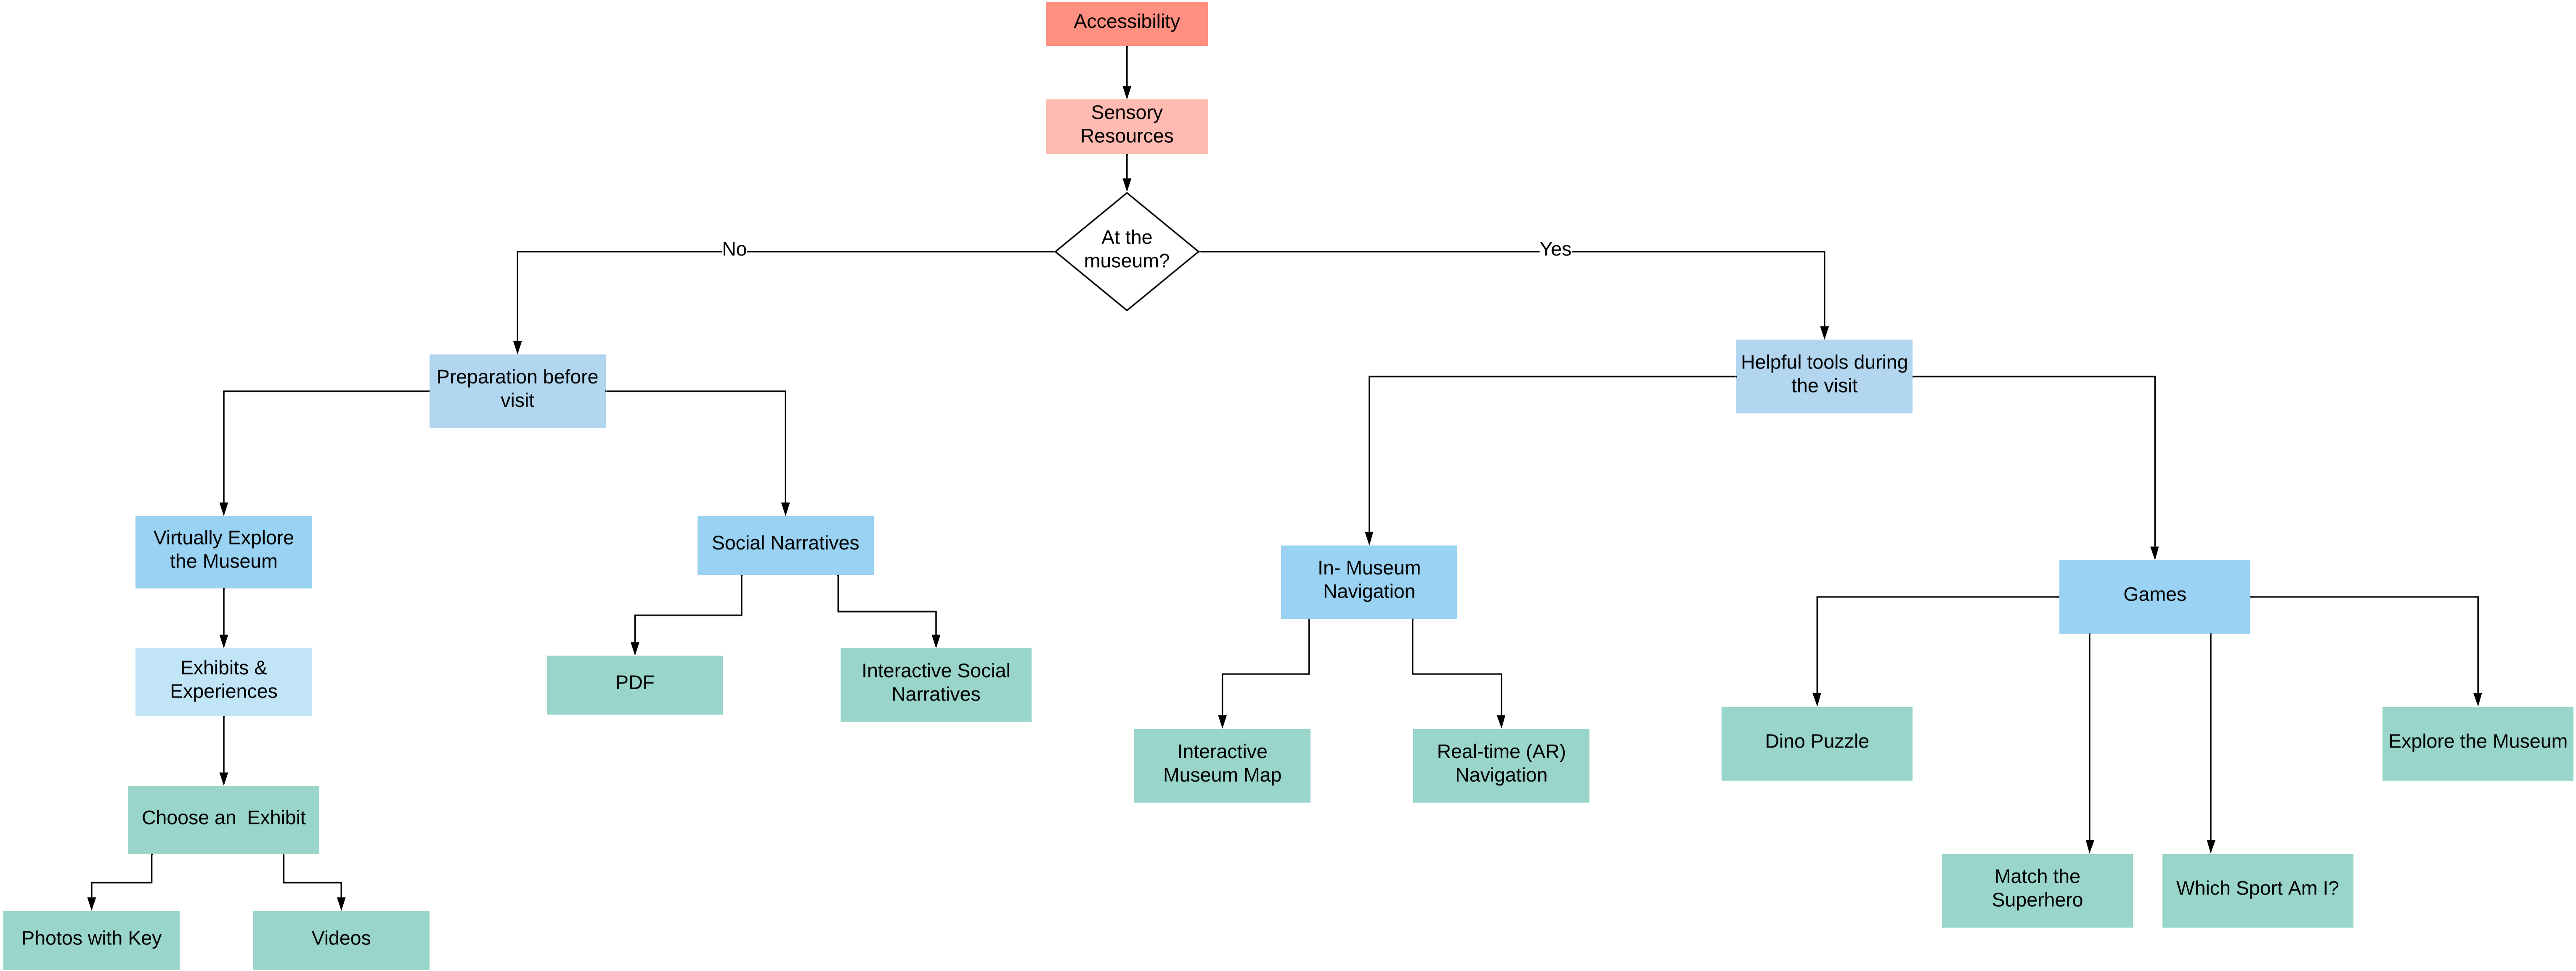 Accessibility
Sensory
Resources
At the
museum?
No
Yes
Preparation before
visit
Helpful tools during
the visit
Virtually Explore
the Museum
Social Narratives
In- Museum
Navigation
Games
Exhibits &
Experiences
PDF
Interactive Social
Narratives
Interactive
Museum Map
Real-time (AR)
Navigation
Dino Puzzle
Explore the Museum
Choose an  Exhibit
Match the
Superhero
Which Sport Am I?
Photos with Key
Videos